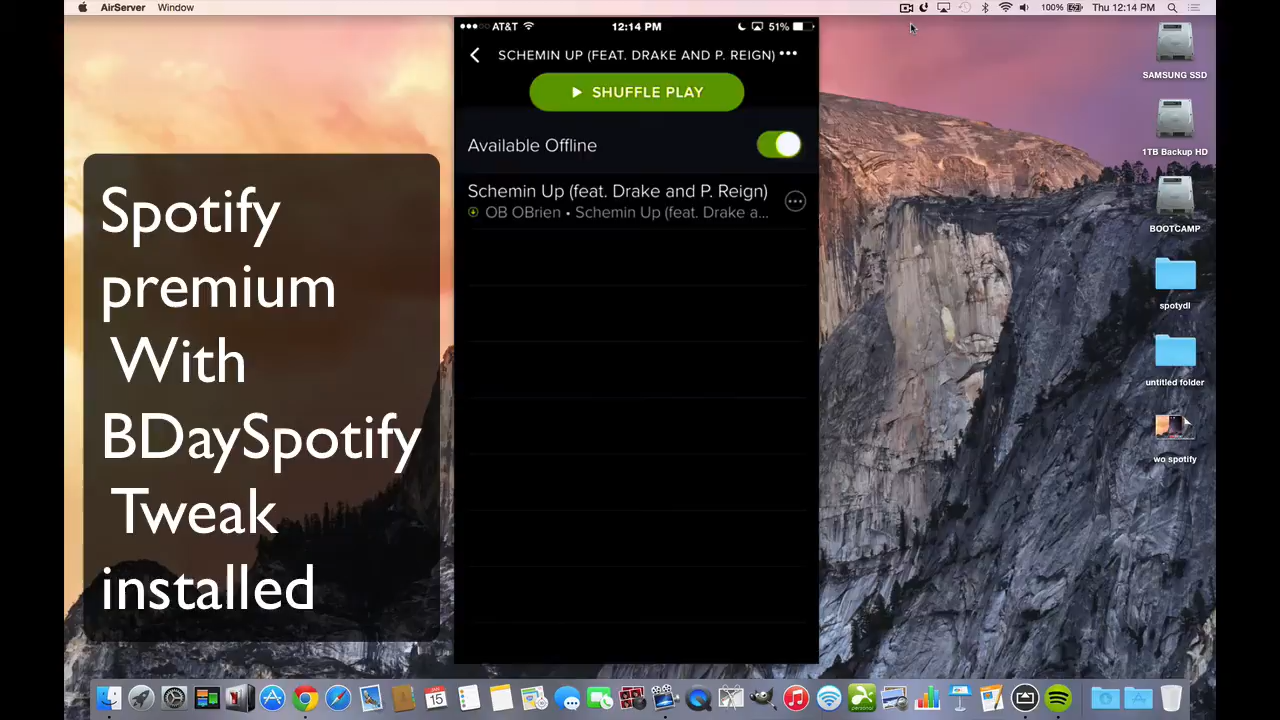 AirServer Window 100% Thu 12:14 PM
AT&T 12:14 PM 51%
SCHEMIN UP (FEAT. DRAKE AND P. REIGN)
SHUFFLE PLAY
Available Offline
Schemin Up (feat. Drake and P. Reign)
OB OBrien • Schemin Up (feat. Drake a...
Spotify
premium
With
BDaySpotify
Tweak
installed
SAMSUNG SSD
1TB Backup HD
BOOTCAMP
spotydl
untitled folder
wo spotify
15
personal